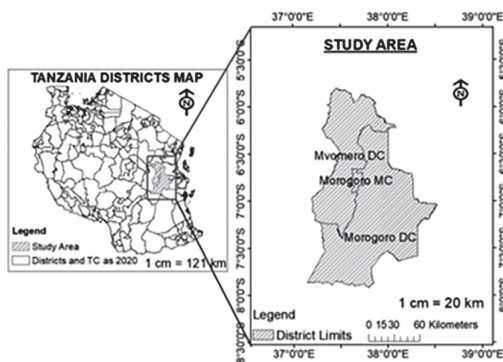 TANZANIA DISTRICTS MAP
N
Legend
Study Area
Districts and TC as 2020
1 cm = 121 km
37°0'0"E 38°0'0"E 39°0'0"E
STUDY AREA
N
5°30'0"S
6°0'0"S
6°30'0"S
7°0'0"S
7°30'0"S
8°0'0"S
8°30'0"S
Mvomero DC
Morogoro MC
Morogoro DC
1 cm = 20 km
Legend
District Limits
0 15 30 60 Kilometers
37°0'0"E 38°0'0"E 39°0'0"E